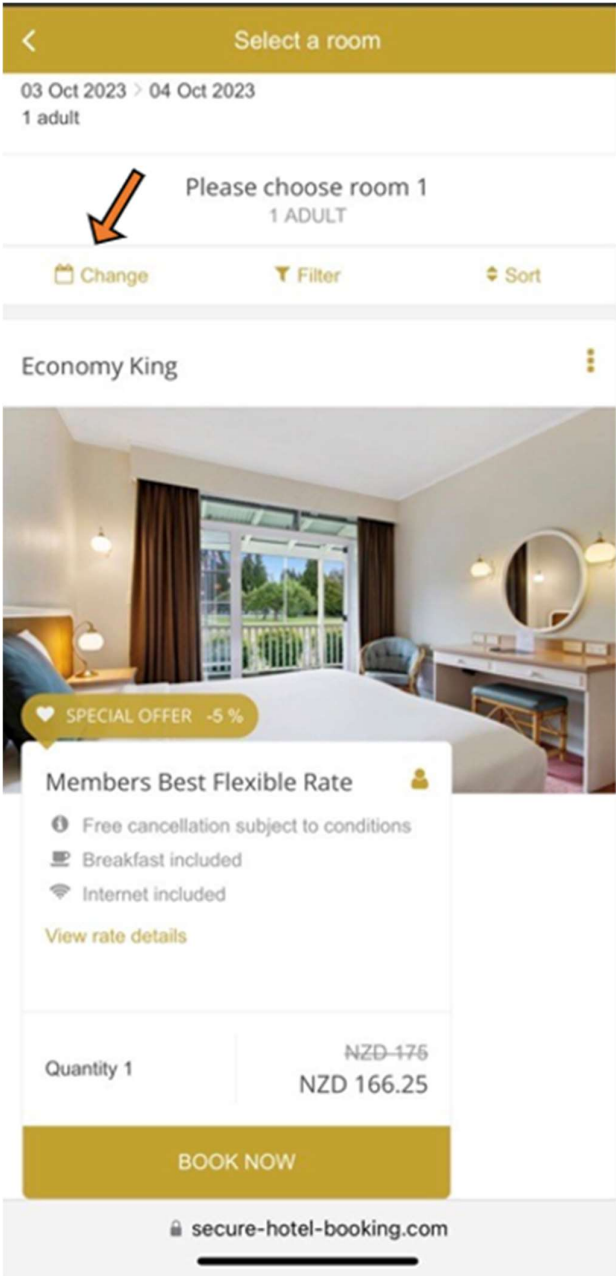 Select a room
03 Oct 2023 > 04 Oct 2023
1 adult
Please choose room 1
1 ADULT
Change Filter Sort
Economy King
SPECIAL OFFER -5 %
Members Best Flexible Rate
Free cancellation subject to conditions
Breakfast included
Internet included
View rate details
NZD 175
Quantity 1 NZD 166.25
BOOK NOW
secure-hotel-booking.com